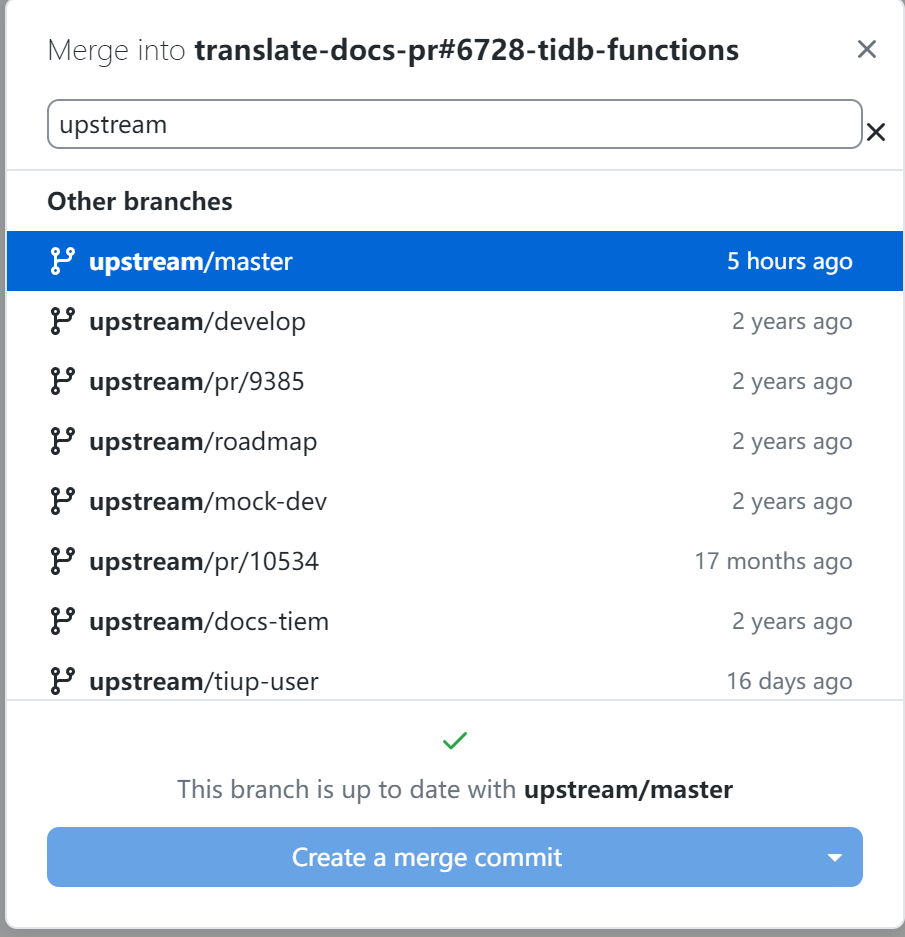 Merge into translate-docs-pr#6728-tidb-functions
upstream
Other branches
upstream/master 5 hours ago
upstream/develop 2 years ago
upstream/pr/9385 2 years ago
upstream/roadmap 2 years ago
upstream/mock-dev 2 years ago
upstream/pr/10534 17 months ago
upstream/docs-tiem 2 years ago
upstream/tiup-user 16 days ago
This branch is up to date with upstream/master
Create a merge commit